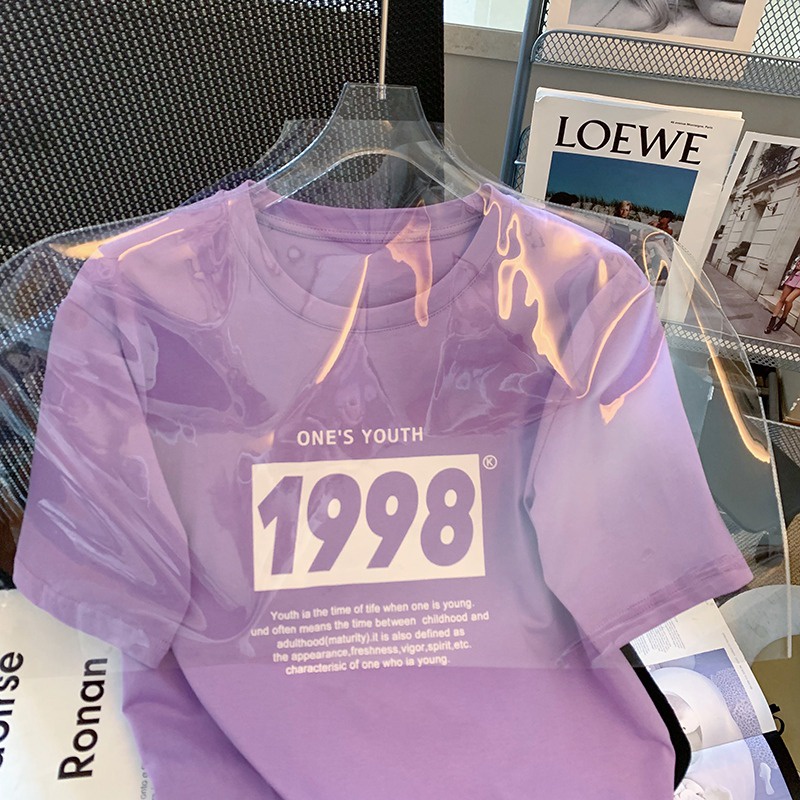 LOEWE
ONE'S YOUTH
1998
®
Youth is the time of tife when one is young.
und often means the time between childhood and
adulthood(maturity).it is also defined as
the appearance,freshness,vigor,spirit,etc.
characterisic of one who is young.
Ronan